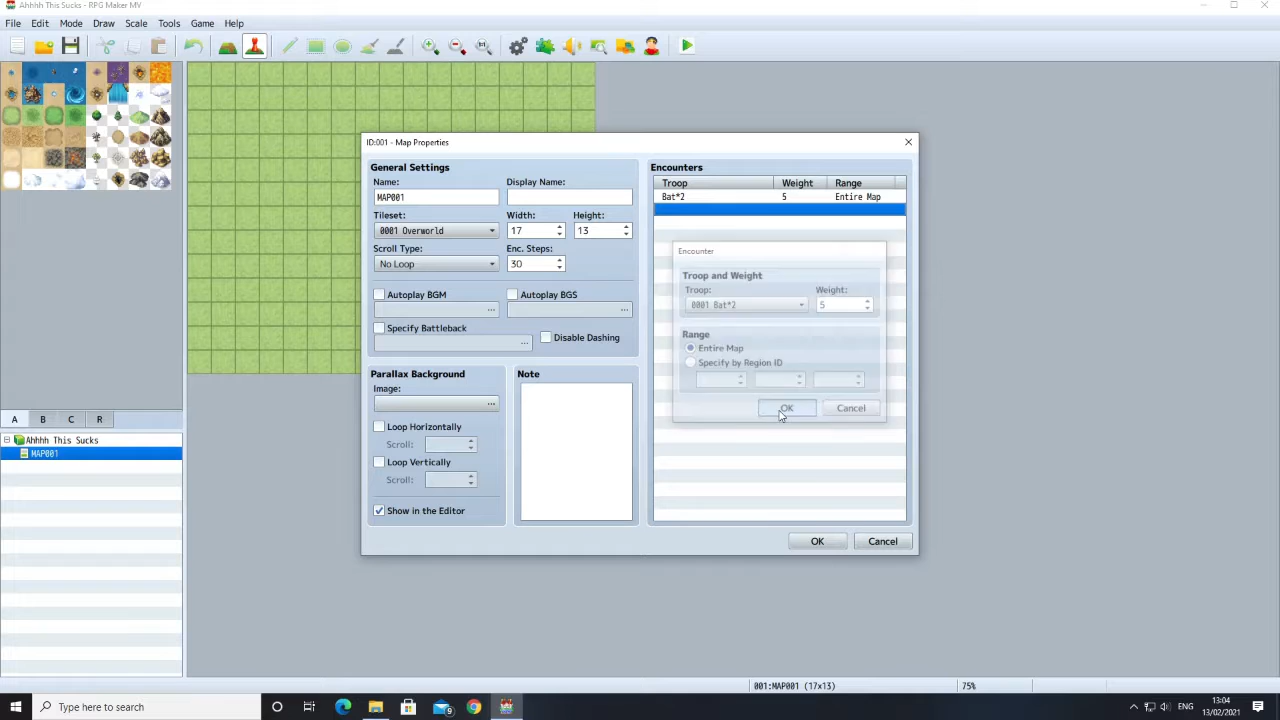 Ahhhh This Sucks - RPG Maker MV
File Edit Mode Draw Scale Tools Game Help
ID:001 - Map Properties
General Settings
Name:
Display Name:
MAP001
Tileset:
Width:
Height:
0001 Overworld
17
13
Scroll Type:
Enc. Steps:
No Loop
30
Autoplay BGM
Autoplay BGS
...
...
Specify Battleback
Disable Dashing
...
Parallax Background
Image:
...
Loop Horizontally
Scroll:
Loop Vertically
Scroll:
Show in the Editor
Note
Encounters
Troop Weight Range
Bat*2 5 Entire Map
Encounter
Troop and Weight
Troop:
Weight:
0001 Bat*2
5
Range
Entire Map
Specify by Region ID
OK
Cancel
OK
Cancel
A B C R
Ahhhh This Sucks
MAP001
001:MAP001 (17x13)
75%
Type here to search
9
ENG
13:04
13/02/2021